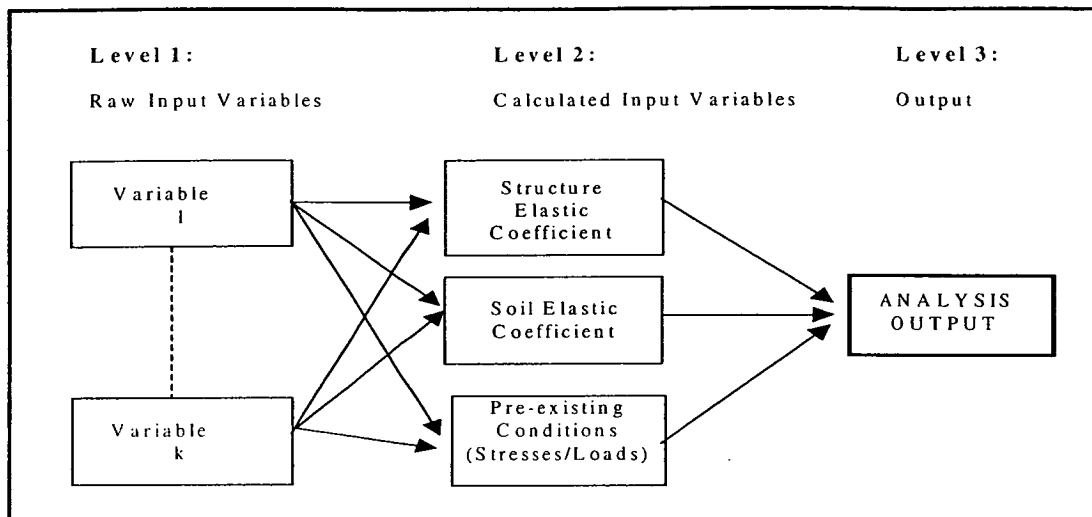 Level 1:
Raw Input Variables
Level 2:
Calculated Input Variables
Level 3:
Output
Variable
1
Variable
k
Structure
Elastic
Coefficient
Soil Elastic
Coefficient
Pre-existing
Conditions
(Stresses/Loads)
ANALYSIS
OUTPUT